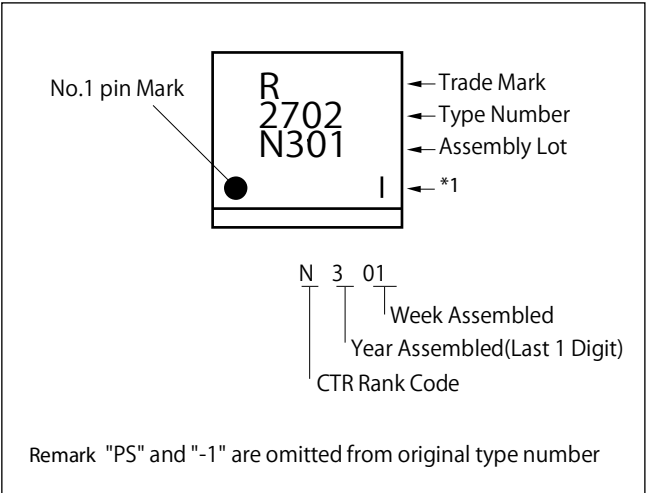 No.1 pin Mark
R
2702
N301
I
Trade Mark
Type Number
Assembly Lot
*1
N 3 01
Week Assembled
Year Assembled(Last 1 Digit)
CTR Rank Code
Remark "PS" and "-1" are omitted from original type number